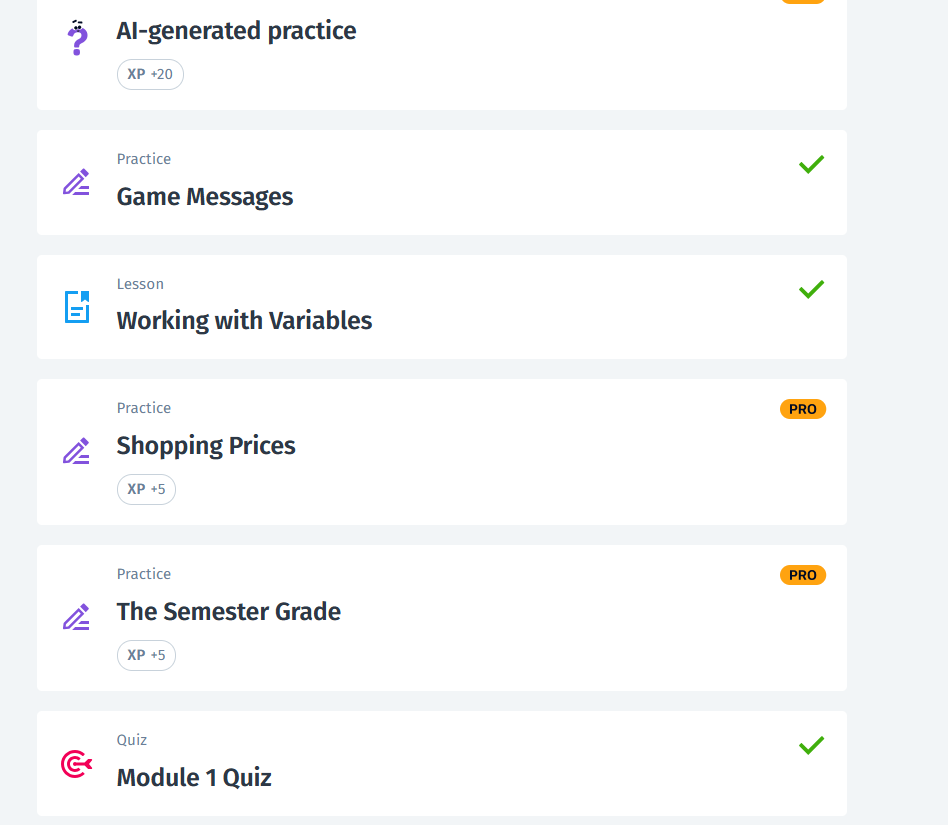 AI-generated practice
XP +20
Practice
Game Messages
Lesson
Working with Variables
Practice
PRO
Shopping Prices
XP +5
Practice
PRO
The Semester Grade
XP +5
Quiz
Module 1 Quiz